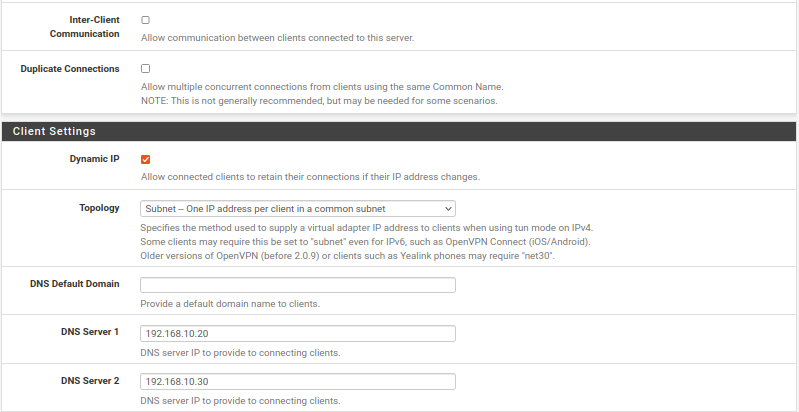 Inter-Client
Communication
Allow communication between clients connected to this server.
Duplicate Connections
Allow multiple concurrent connections from clients using the same Common Name.
NOTE: This is not generally recommended, but may be needed for some scenarios.
Client Settings
Dynamic IP
Allow connected clients to retain their connections if their IP address changes.
Topology
Subnet -- One IP address per client in a common subnet
Specifies the method used to supply a virtual adapter IP address to clients when using tun mode on IPv4.
Some clients may require this be set to "subnet" even for IPv6, such as OpenVPN Connect (iOS/Android).
Older versions of OpenVPN (before 2.0.9) or clients such as Yealink phones may require "net30".
DNS Default Domain
Provide a default domain name to clients.
DNS Server 1
192.168.10.20
DNS server IP to provide to connecting clients.
DNS Server 2
192.168.10.30
DNS server IP to provide to connecting clients.